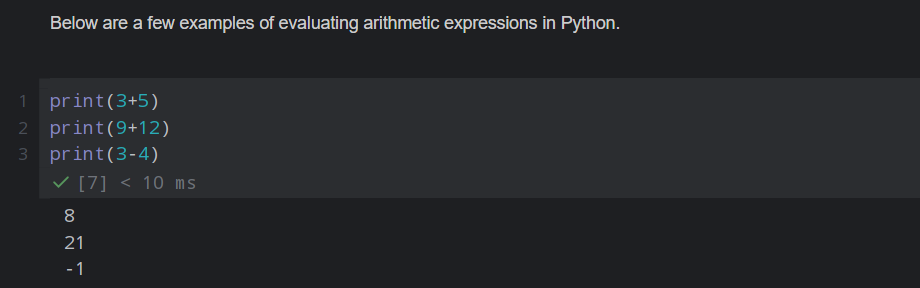 Below are a few examples of evaluating arithmetic expressions in Python.
1 print(3+5)
2 print(9+12)
3 print(3-4)
✓ [7] < 10 ms
8
21
-1